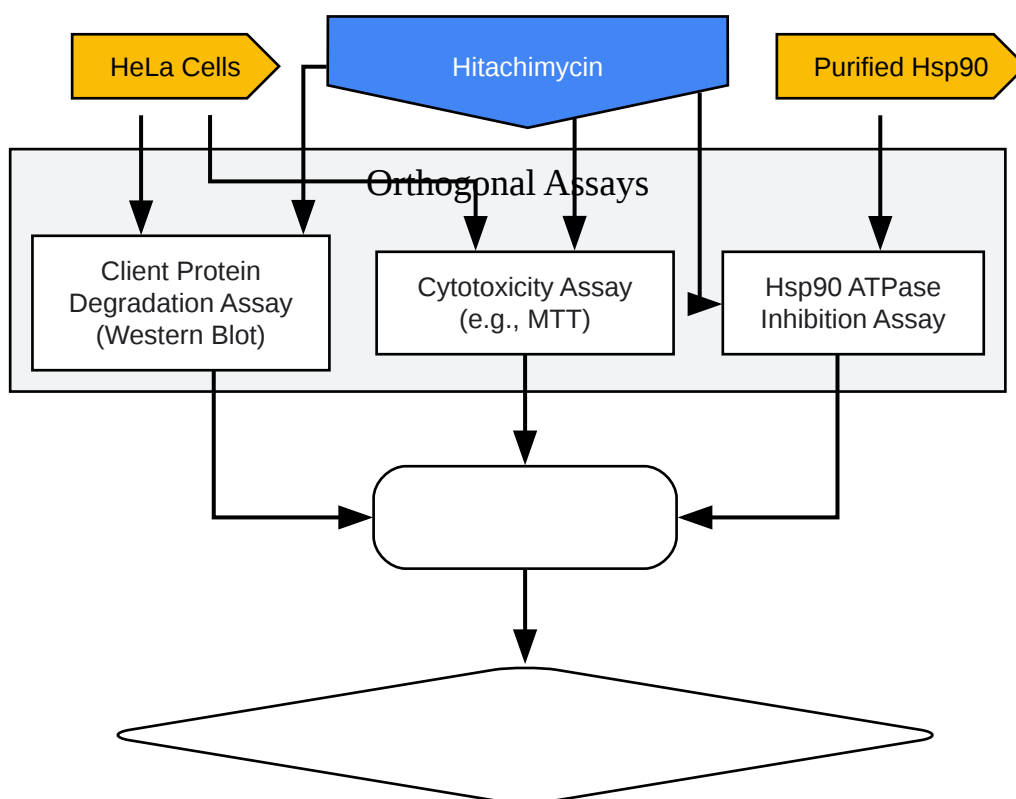 HeLa Cells
Hitachimycin
Purified Hsp90
Orthogonal Assays
Client Protein
Degradation Assay
(Western Blot)
Cytotoxicity Assay
(e.g., MTT)
Hsp90 ATPase
Inhibition Assay